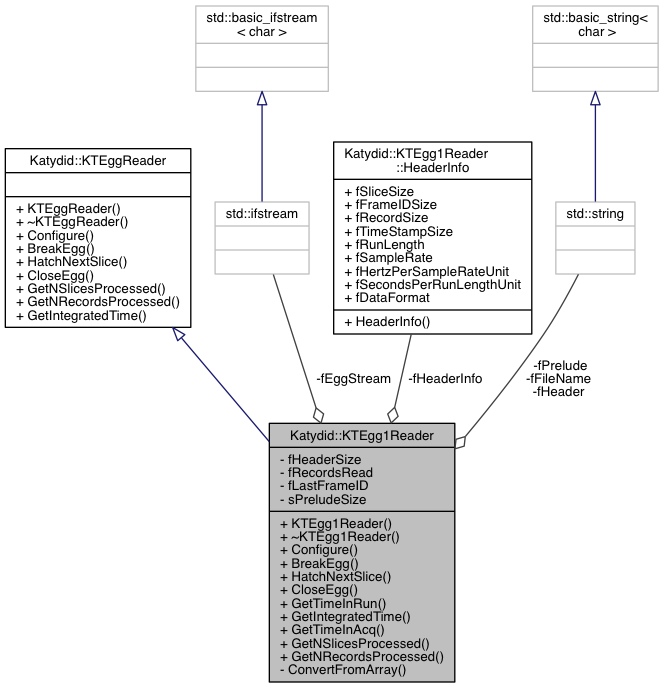 std::basic_ifstream
< char >
std::basic_string<
char >
Katydid::KTEggReader
+ KTEggReader()
+ ~KTEggReader()
+ Configure()
+ BreakEgg()
+ HatchNextSlice()
+ CloseEgg()
+ GetNSlicesProcessed()
+ GetNRecordsProcessed()
+ GetIntegratedTime()
std::ifstream
Katydid::KTEgg1Reader
::HeaderInfo
+ fSliceSize
+ fFrameIDSize
+ fRecordSize
+ fTimeStampSize
+ fRunLength
+ fSampleRate
+ fHertzPerSampleRateUnit
+ fSecondsPerRunLengthUnit
+ fDataFormat
+ HeaderInfo()
std::string
-fEggStream
-fHeaderInfo
-fPrelude
-fFileName
-fHeader
Katydid::KTEgg1Reader
- fHeaderSize
- fRecordsRead
- fLastFrameID
- sPreludeSize
+ KTEgg1Reader()
+ ~KTEgg1Reader()
+ Configure()
+ BreakEgg()
+ HatchNextSlice()
+ CloseEgg()
+ GetTimeInRun()
+ GetIntegratedTime()
+ GetTimeInAcq()
+ GetNSlicesProcessed()
+ GetNRecordsProcessed()
- ConvertFromArray()